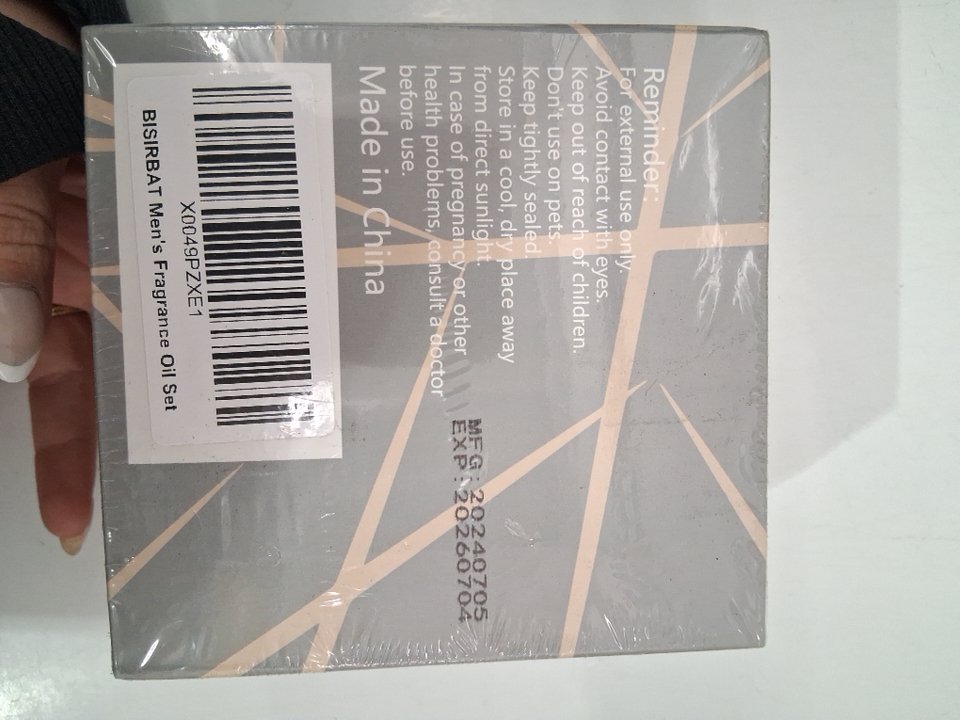 Reminder:
For external use only.
Avoid contact with eyes.
Keep out of reach of children.
Don't use on pets.
Keep tightly sealed
Store in a cool, dry place away
from direct sunlight.
In case of pregnancy or other
health problems, consult a doctor
before use.
Made in China
MFG:20240705
EXP:20260704
X0049PZXE1
BISIRBAT Men's Fragrance Oil Set